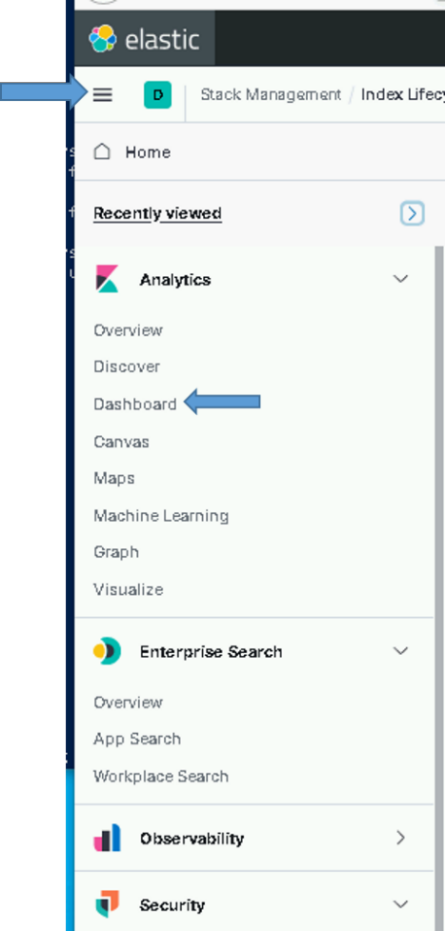 elastic
D Stack Management / Index Lifecy
Home
Recently viewed
Analytics
Overview
Discover
Dashboard
Canvas
Maps
Machine Learning
Graph
Visualize
Enterprise Search
Overview
App Search
Workplace Search
Observability
Security